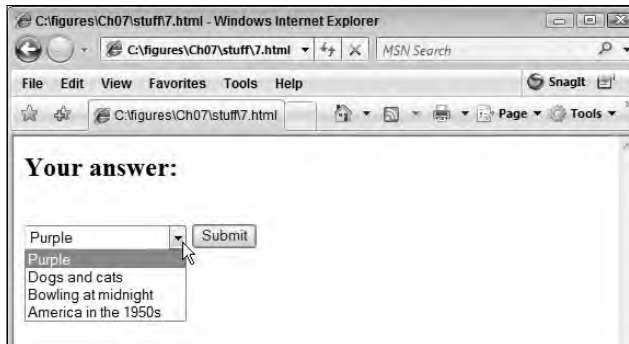 C:\figures\Ch07\stuff\7.html - Windows Internet Explorer
C:\figures\Ch07\stuff\7.html MSN Search
File Edit View Favorites Tools Help SnagIt
C:\figures\Ch07\stuff\7.html Page Tools
Your answer:
Purple Submit
Purple
Dogs and cats
Bowling at midnight
America in the 1950s